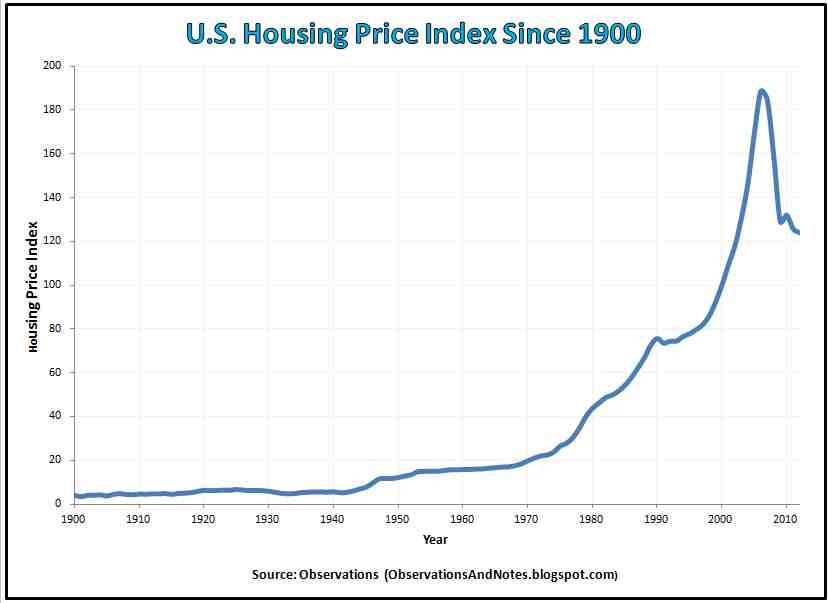 U.S. Housing Price Index Since 1900
200
180
160
140
120
100
80
60
40
20
0
Housing Price Index
1900 1910 1920 1930 1940 1950 1960 1970 1980 1990 2000 2010
Year
Source: Observations (ObservationsAndNotes.blogspot.com)